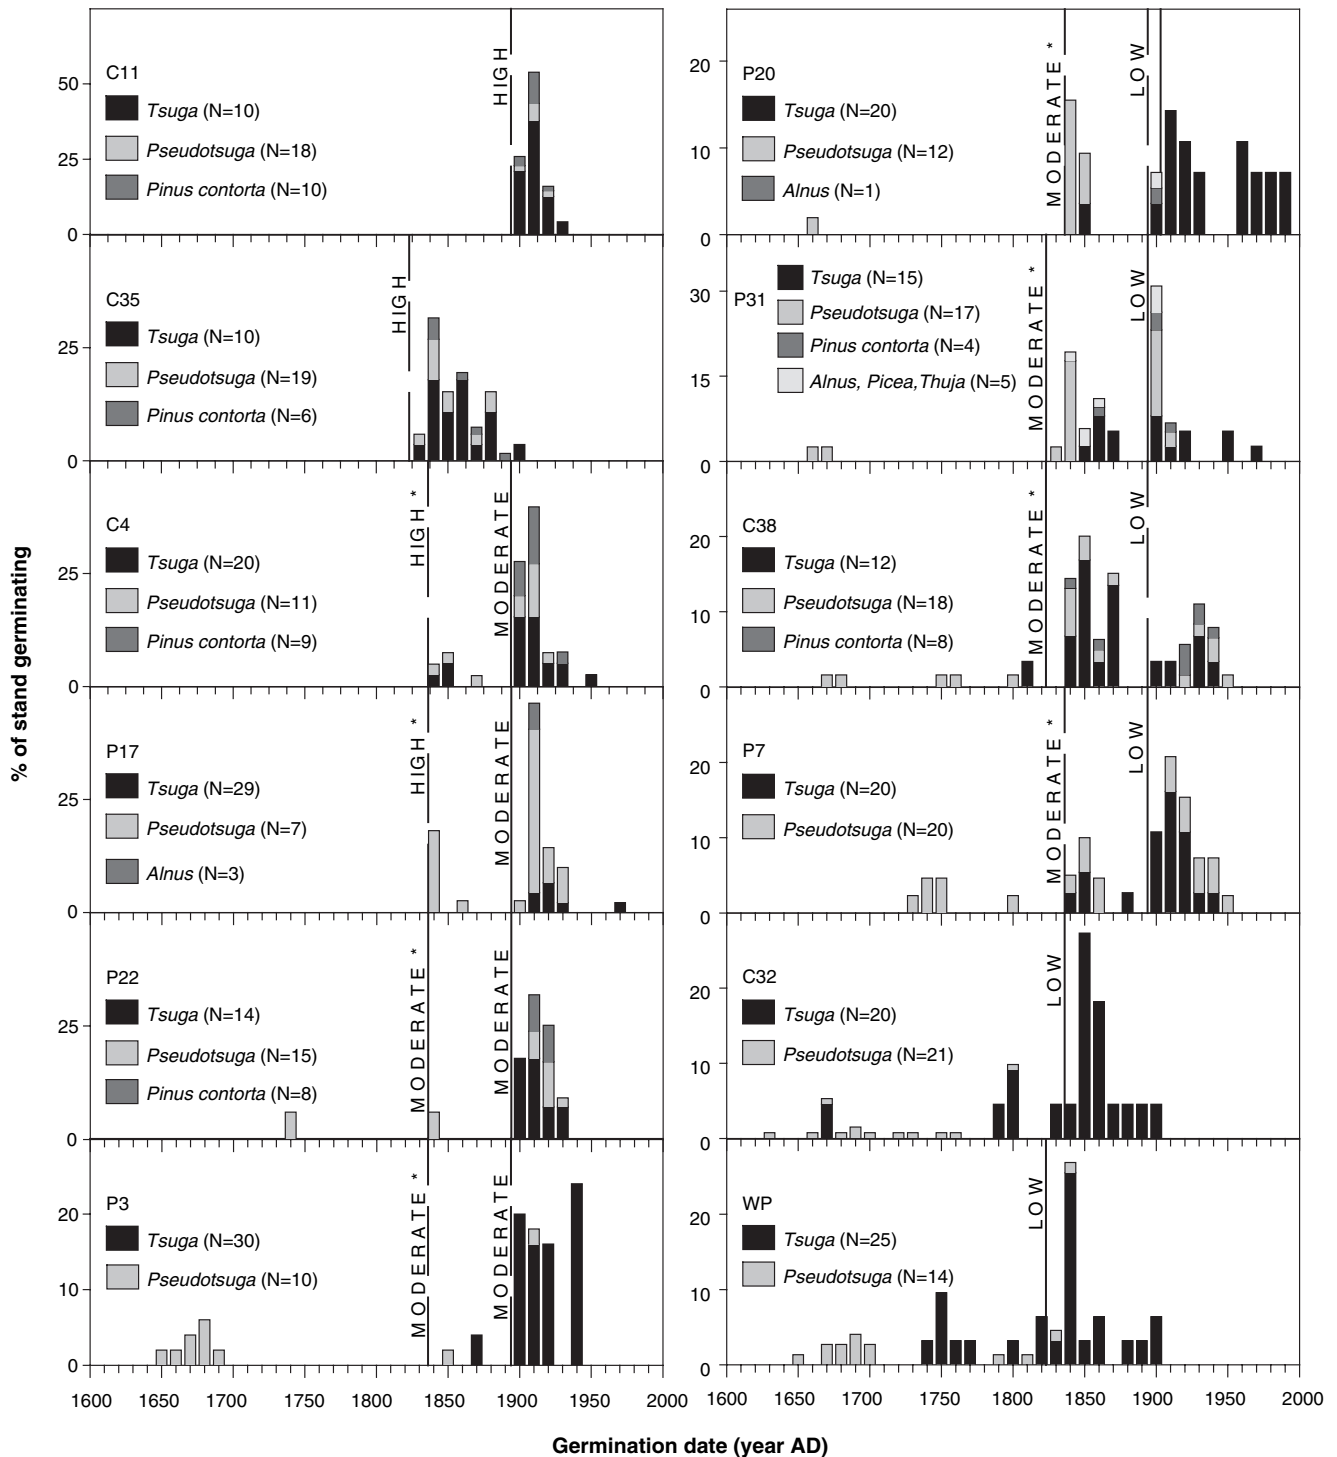 % of stand germinating
C11
Tsuga (N=10)
Pseudotsuga (N=18)
Pinus contorta (N=10)
HIGH
50
25
0
C35
Tsuga (N=10)
Pseudotsuga (N=19)
Pinus contorta (N=6)
HIGH
25
0
C4
Tsuga (N=20)
Pseudotsuga (N=11)
Pinus contorta (N=9)
HIGH *
MODERATE
25
0
P17
Tsuga (N=29)
Pseudotsuga (N=7)
Alnus (N=3)
HIGH *
MODERATE
25
0
P22
Tsuga (N=14)
Pseudotsuga (N=15)
Pinus contorta (N=8)
MODERATE *
MODERATE
25
0
P3
Tsuga (N=30)
Pseudotsuga (N=10)
MODERATE *
MODERATE
20
10
0
1600 1650 1700 1750 1800 1850 1900 1950 2000
P20
Tsuga (N=20)
Pseudotsuga (N=12)
Alnus (N=1)
MODERATE *
LOW
20
10
0
P31
Tsuga (N=15)
Pseudotsuga (N=17)
Pinus contorta (N=4)
Alnus, Picea,Thuja (N=5)
MODERATE *
LOW
30
15
0
C38
Tsuga (N=12)
Pseudotsuga (N=18)
Pinus contorta (N=8)
MODERATE *
LOW
20
10
0
P7
Tsuga (N=20)
Pseudotsuga (N=20)
MODERATE *
LOW
20
10
0
C32
Tsuga (N=20)
Pseudotsuga (N=21)
LOW
20
10
0
WP
Tsuga (N=25)
Pseudotsuga (N=14)
LOW
20
10
0
1600 1650 1700 1750 1800 1850 1900 1950 2000
Germination date (year AD)